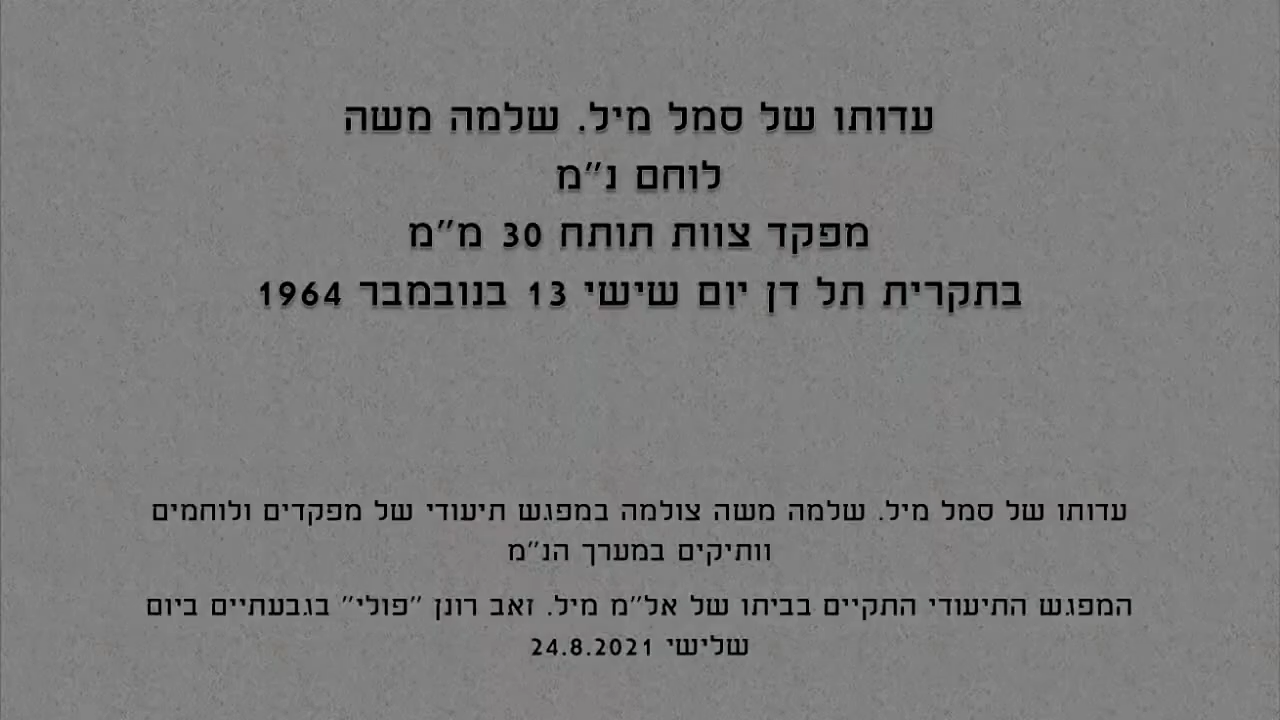 עדותו של סמל מיל. שלמה משה
לוחם נ"מ
מפקד צוות תותח 30 מ"מ
בתקרית תל דן יום שישי 13 בנובמבר 1964
עדותו של סמל מיל. שלמה משה צולמה במפגש תיעודי של מפקדים ולוחמים
וותיקים במערך הנ"מ
המפגש התיעודי התקיים בביתו של אל"מ מיל. זאב רונן "פולי" בגבעתיים ביום
שלישי 24.8.2021